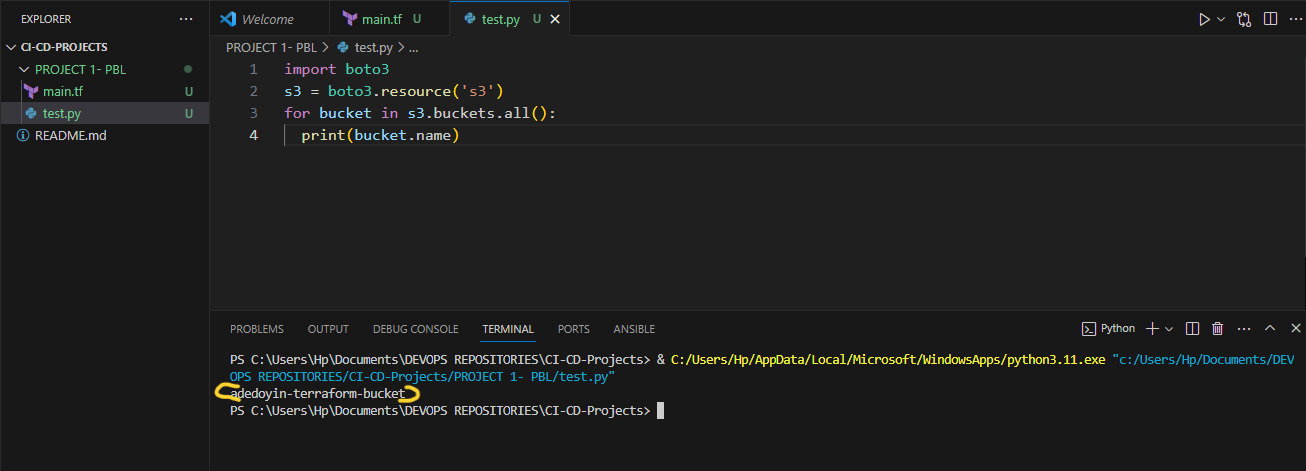 EXPLORER ...
Welcome
main.tf U
test.py U
CI-CD-PROJECTS
PROJECT 1- PBL
main.tf U
test.py U
README.md
PROJECT 1- PBL > test.py > ...
1 import boto3
2 s3 = boto3.resource('s3')
3 for bucket in s3.buckets.all():
4 print(bucket.name)
PROBLEMS OUTPUT DEBUG CONSOLE TERMINAL PORTS ANSIBLE
Python
PS C:\Users\Hp\Documents\DEVOPS REPOSITORIES\CI-CD-Projects> & C:/Users/Hp/AppData/Local/Microsoft/WindowsApps/python3.11.exe "c:/Users/Hp/Documents/DEV
OPS REPOSITORIES/CI-CD-Projects/PROJECT 1- PBL/test.py"
adedoyin-terraform-bucket
PS C:\Users\Hp\Documents\DEVOPS REPOSITORIES\CI-CD-Projects>